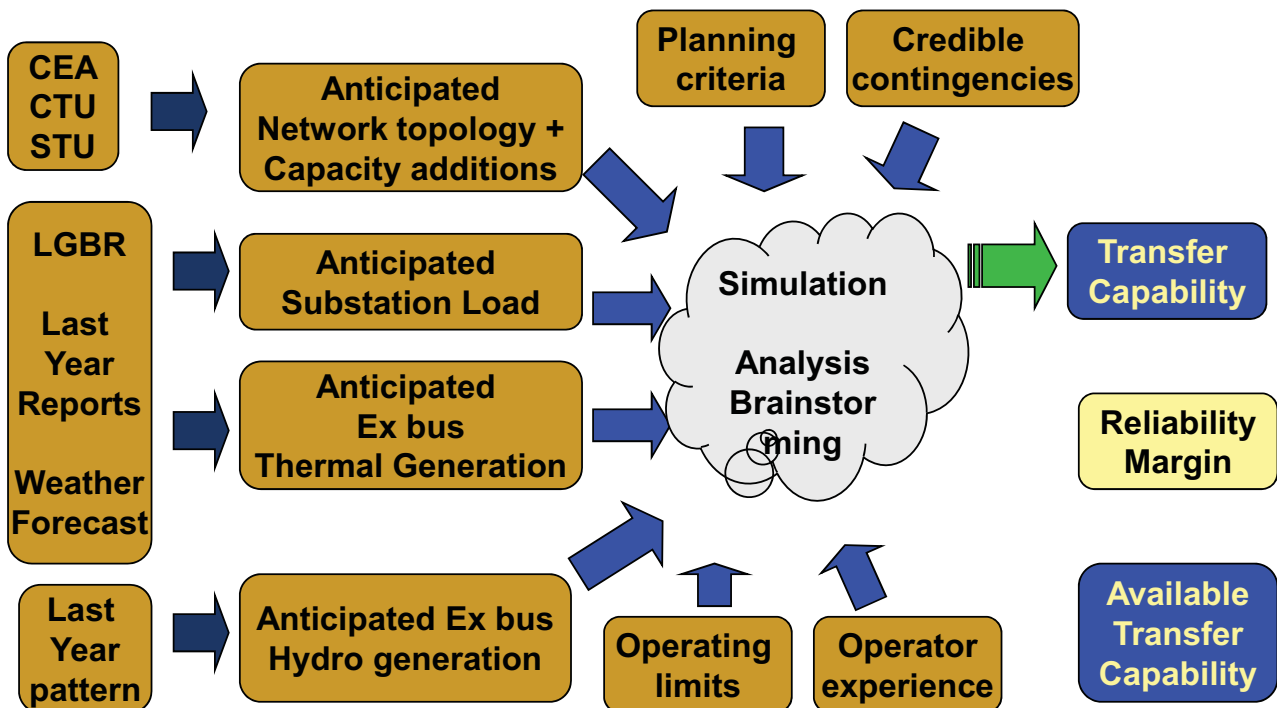 CEA
CTU
STU
Anticipated
Network topology +
Capacity additions
Planning
criteria
Credible
contingencies
LGBR
Last
Year
Reports
Weather
Forecast
Anticipated
Substation Load
Anticipated
Ex bus
Thermal Generation
Simulation
Analysis
Brainstor
ming
Transfer
Capability
Reliability
Margin
Last
Year
pattern
Anticipated Ex bus
Hydro generation
Operating
limits
Operator
experience
Available
Transfer
Capability